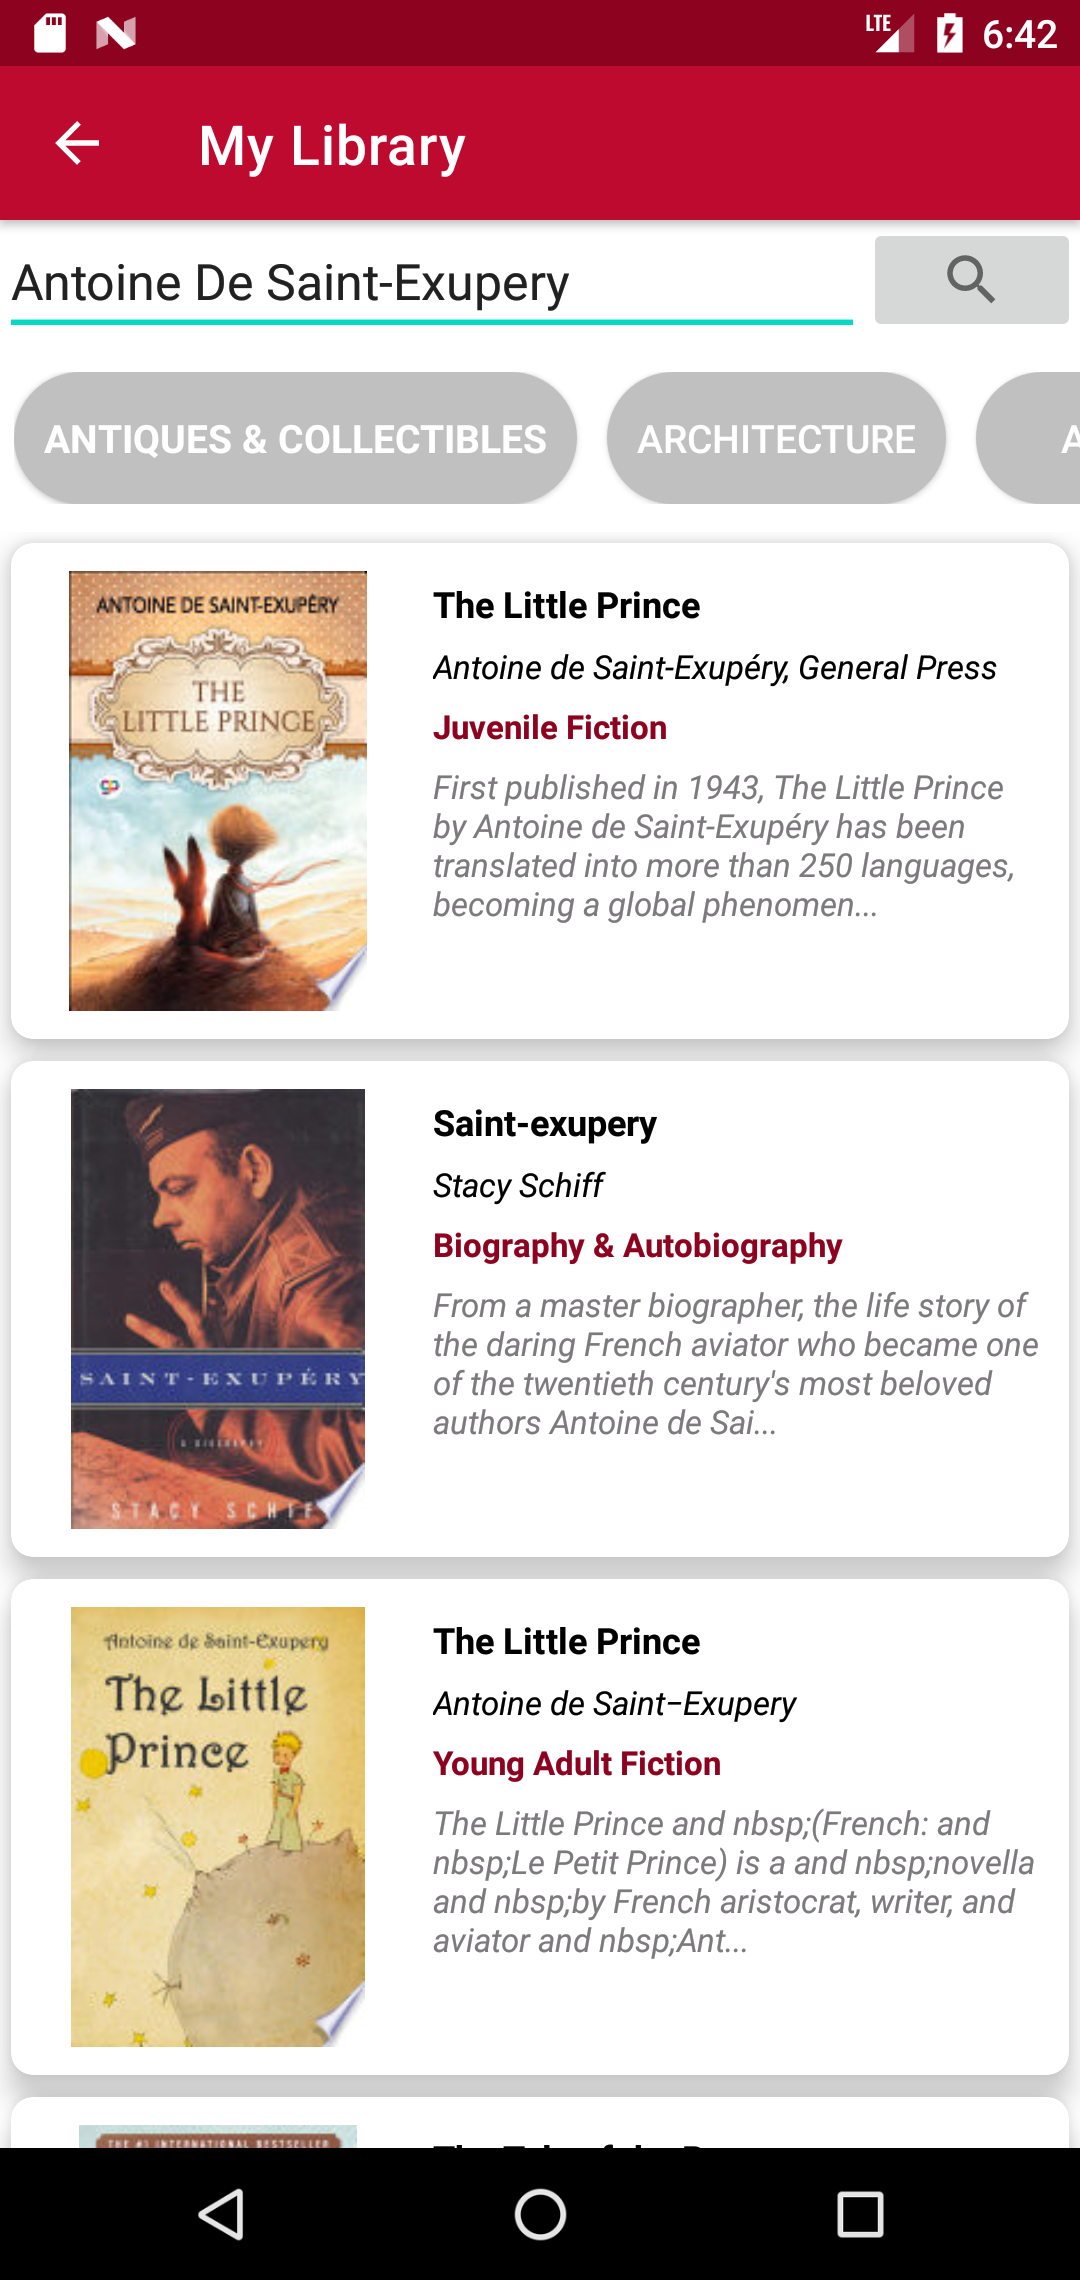 LTE 6:42
My Library
Antoine De Saint-Exupery
ANTIQUES & COLLECTIBLES ARCHITECTURE A
ANTOINE DE SAINT-EXUPÉRY
THE
LITTLE PRINCE
The Little Prince
Antoine de Saint-Exupéry, General Press
Juvenile Fiction
First published in 1943, The Little Prince
by Antoine de Saint-Exupéry has been
translated into more than 250 languages,
becoming a global phenomen...
SAINT-EXUPÉRY
A BIOGRAPHY
STACY SCHIFF
Saint-exupery
Stacy Schiff
Biography & Autobiography
From a master biographer, the life story of
the daring French aviator who became one
of the twentieth century's most beloved
authors Antoine de Sai...
Antoine de Saint-Exupery
The Little
Prince
The Little Prince
Antoine de Saint–Exupery
Young Adult Fiction
The Little Prince and nbsp;(French: and
nbsp;Le Petit Prince) is a and nbsp;novella
and nbsp;by French aristocrat, writer, and
aviator and nbsp;Ant...
THE #1 INTERNATIONAL BESTSELLER